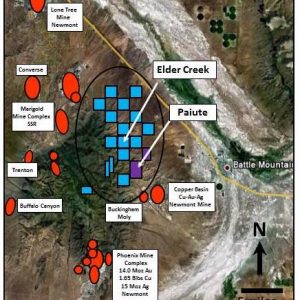 Lone Tree
Mine
Newmont
Converse
Elder Creek
Marigold
Mine Complex
SSR
Paiute
Trenton
Battle Mountain
Copper Basin
Cu-Au-Ag
Newmont Mine
Buffalo Canyon
Buckingham
Moly
Phoenix Mine
Complex
14.0 Moz Au
1.65 Blbs Cu
15 Moz Ag
Newmont
N